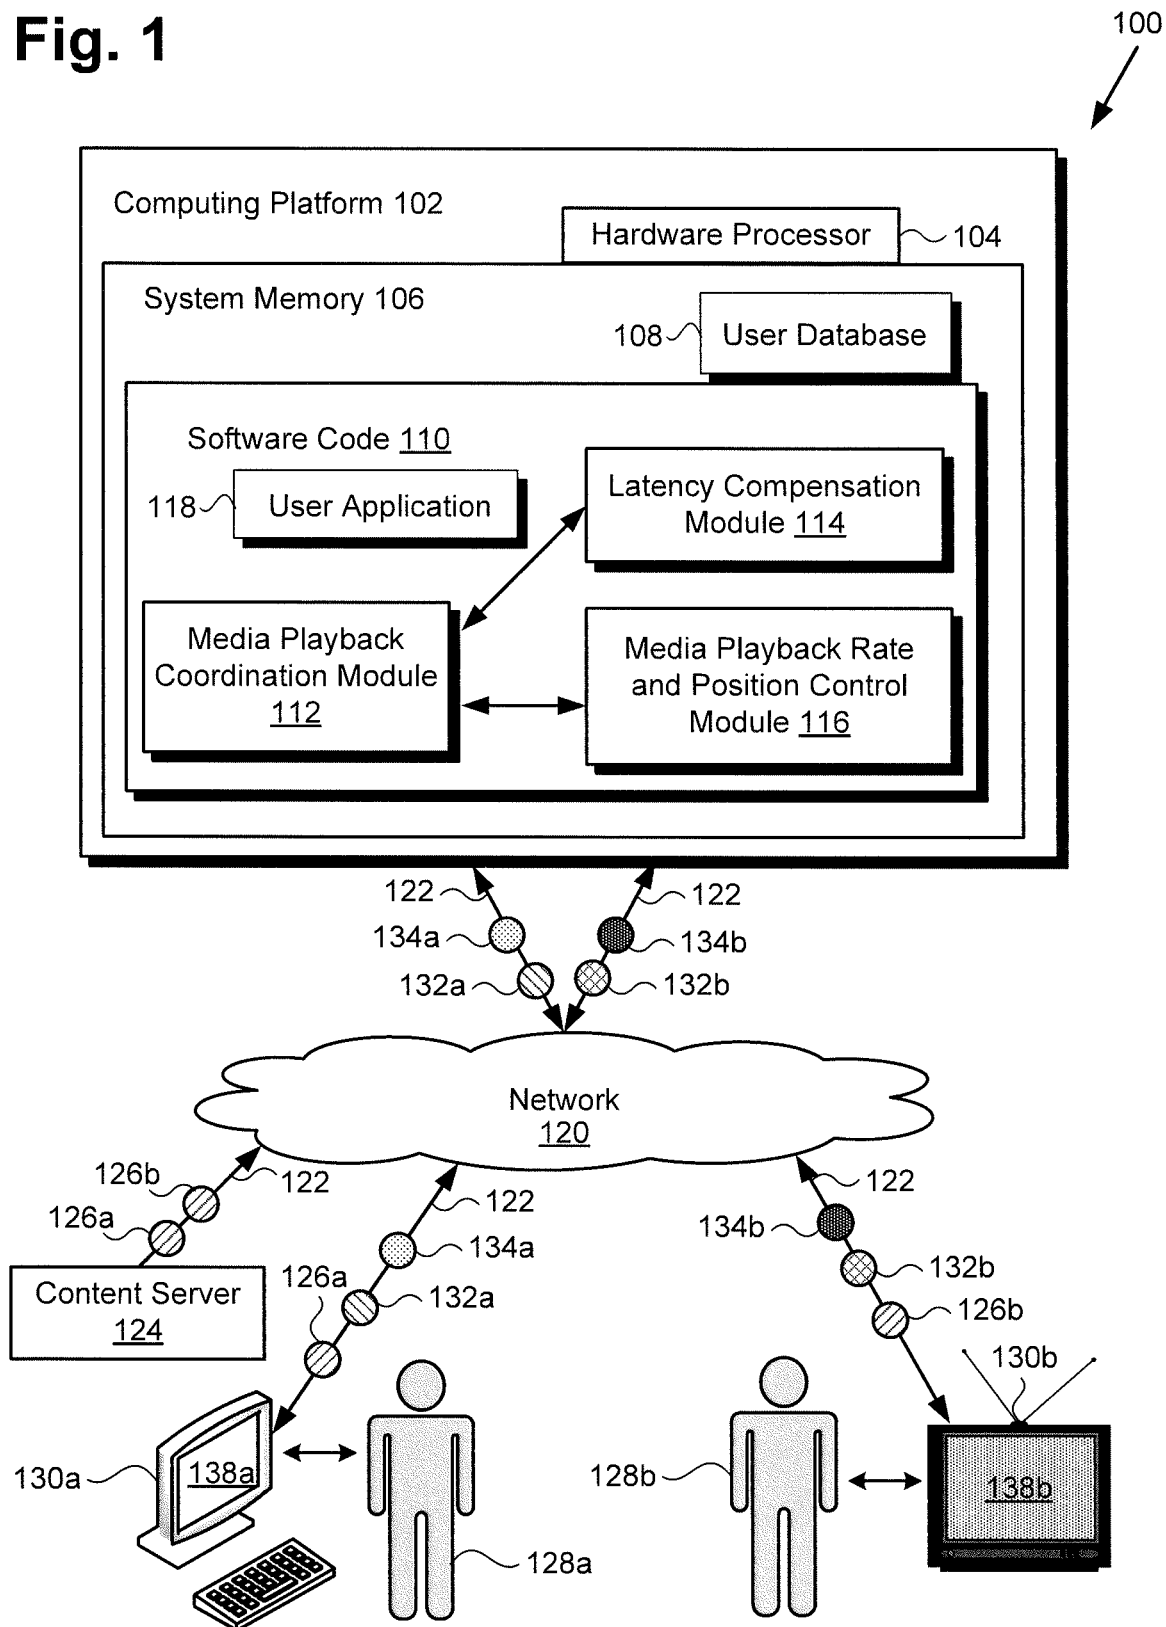 Fig. 1
100
Computing Platform 102
Hardware Processor
104
System Memory 106
108
User Database
Software Code 110
118
User Application
Latency Compensation
Module 114
Media Playback
Coordination Module
112
Media Playback Rate
and Position Control
Module 116
122
122
134a
134b
132a
132b
Network
120
126b
122
126a
122
122
134b
134a
126a
132a
132b
126b
Content Server
124
130b
130a
138a
128b
138b
128a